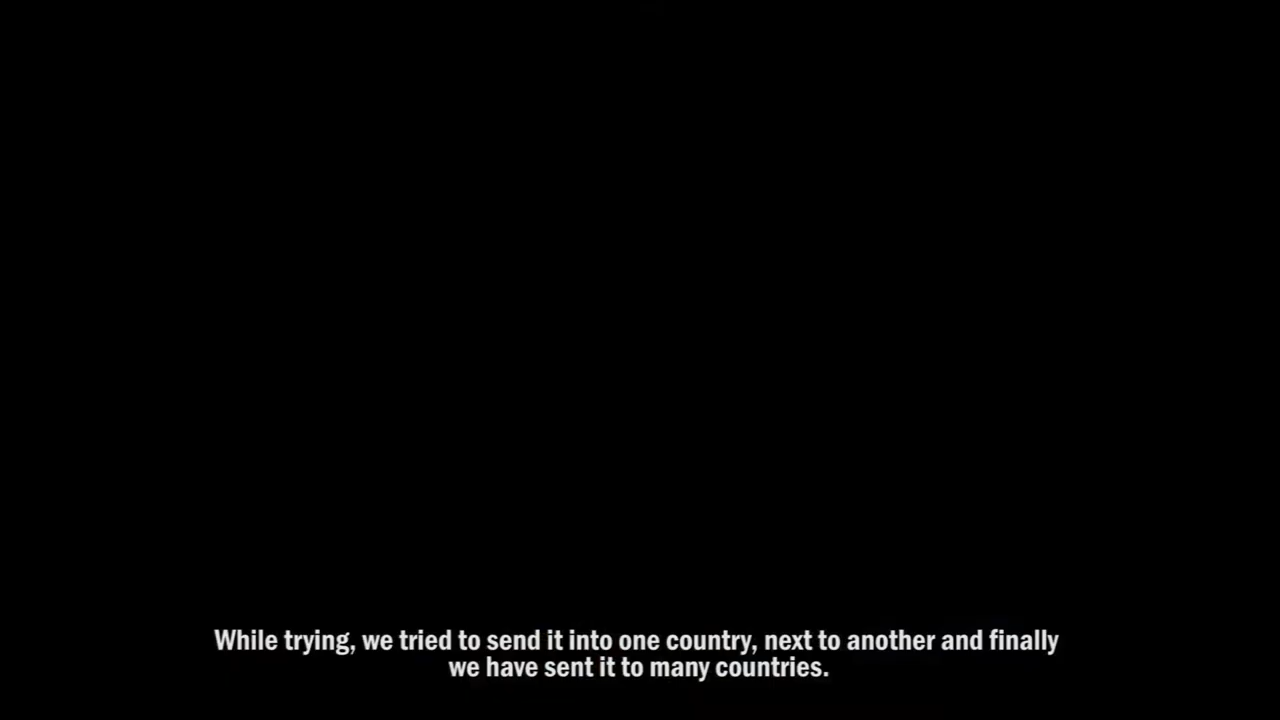 While trying, we tried to send it into one country, next to another and finally
we have sent it to many countries.